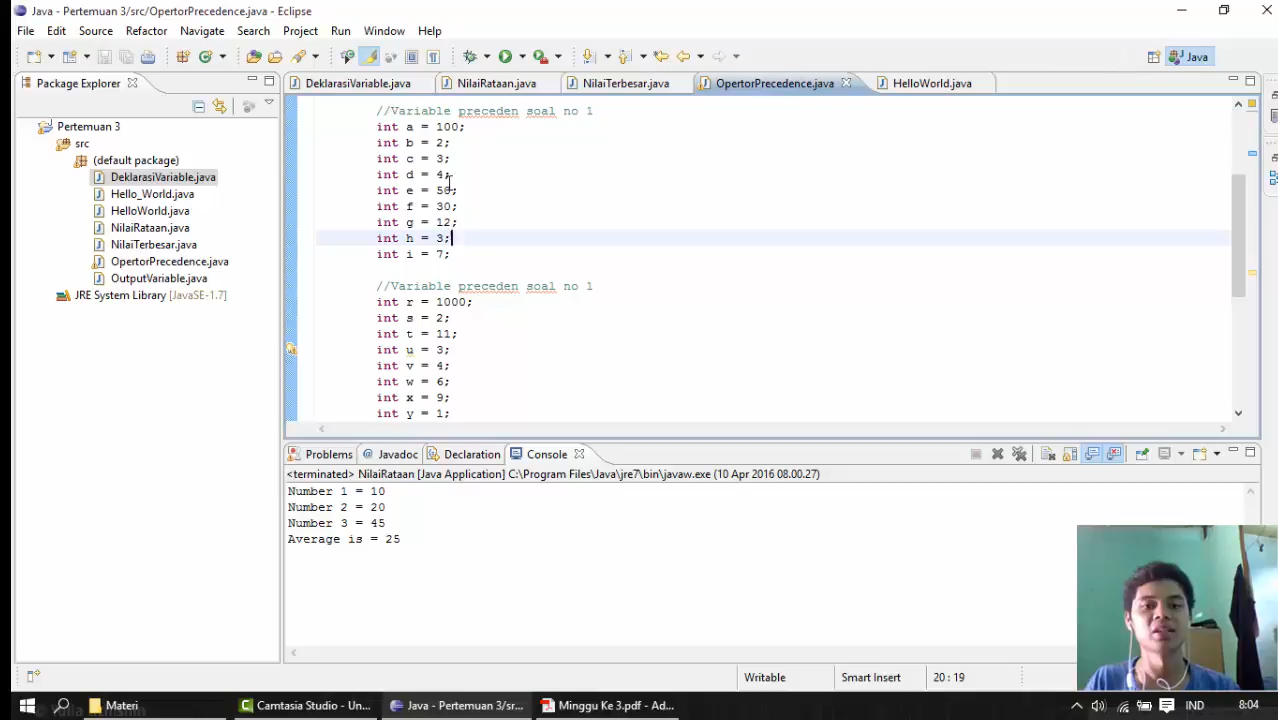 Java - Pertemuan 3/src/OpertorPrecedence.java - Eclipse
File Edit Source Refactor Navigate Search Project Run Window Help
Java
Package Explorer
DeklarasiVariable.java NilaiRataan.java NilaiTerbesar.java OpertorPrecedence.java HelloWorld.java
Pertemuan 3
src
(default package)
DeklarasiVariable.java
Hello_World.java
HelloWorld.java
NilaiRataan.java
NilaiTerbesar.java
OpertorPrecedence.java
OutputVariable.java
JRE System Library [JavaSE-1.7]
//Variable preceden soal no 1
int a = 100;
int b = 2;
int c = 3;
int d = 4;
int e = 50;
int f = 30;
int g = 12;
int h = 3;
int i = 7;
//Variable preceden soal no 1
int r = 1000;
int s = 2;
int t = 11;
int u = 3;
int v = 4;
int w = 6;
int x = 9;
int y = 1;
Problems Javadoc Declaration Console
<terminated> NilaiRataan [Java Application] C:\Program Files\Java\jre7\bin\javaw.exe (10 Apr 2016 08.00.27)
Number 1 = 10
Number 2 = 20
Number 3 = 45
Average is = 25
Writable Smart Insert 20 : 19
Materi Camtasia Studio - Un... Java - Pertemuan 3/sr... Minggu Ke 3.pdf - Ad... IND 8:04